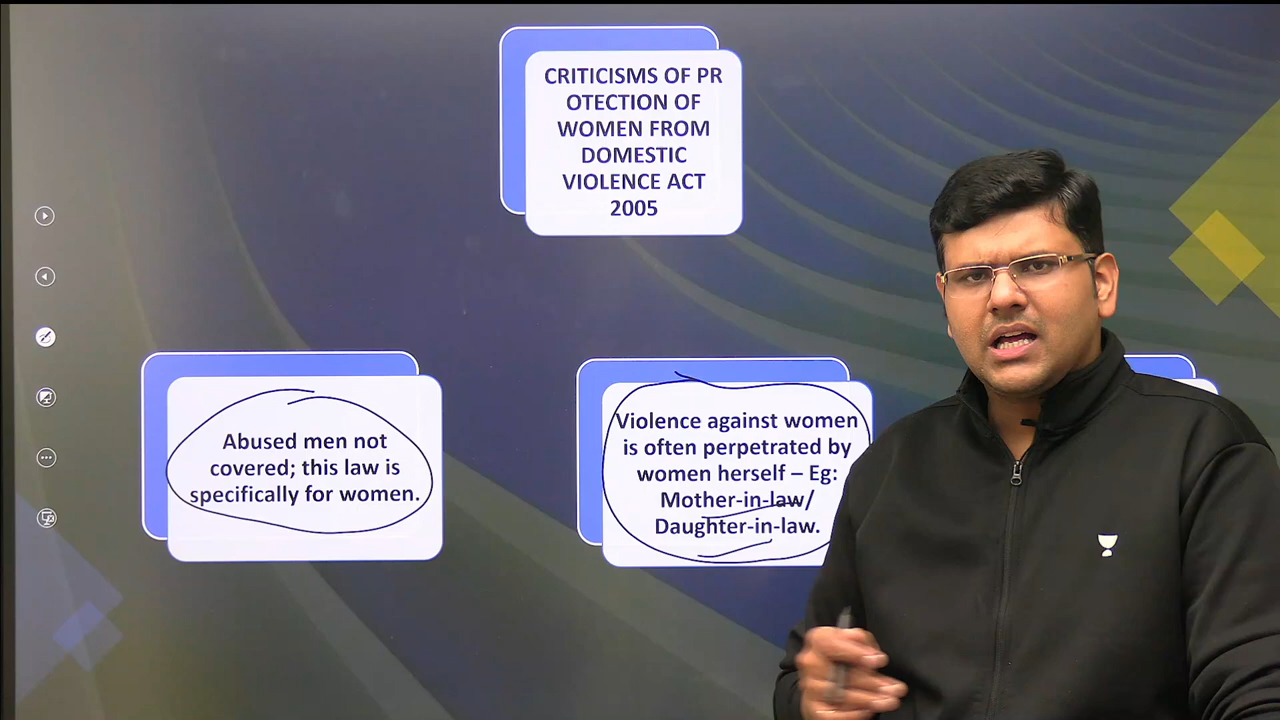 CRITICISMS OF PR
OTECTION OF
WOMEN FROM
DOMESTIC
VIOLENCE ACT
2005
Abused men not
covered; this law is
specifically for women.
Violence against women
is often perpetrated by
women herself – Eg:
Mother-in-law/
Daughter-in-law.